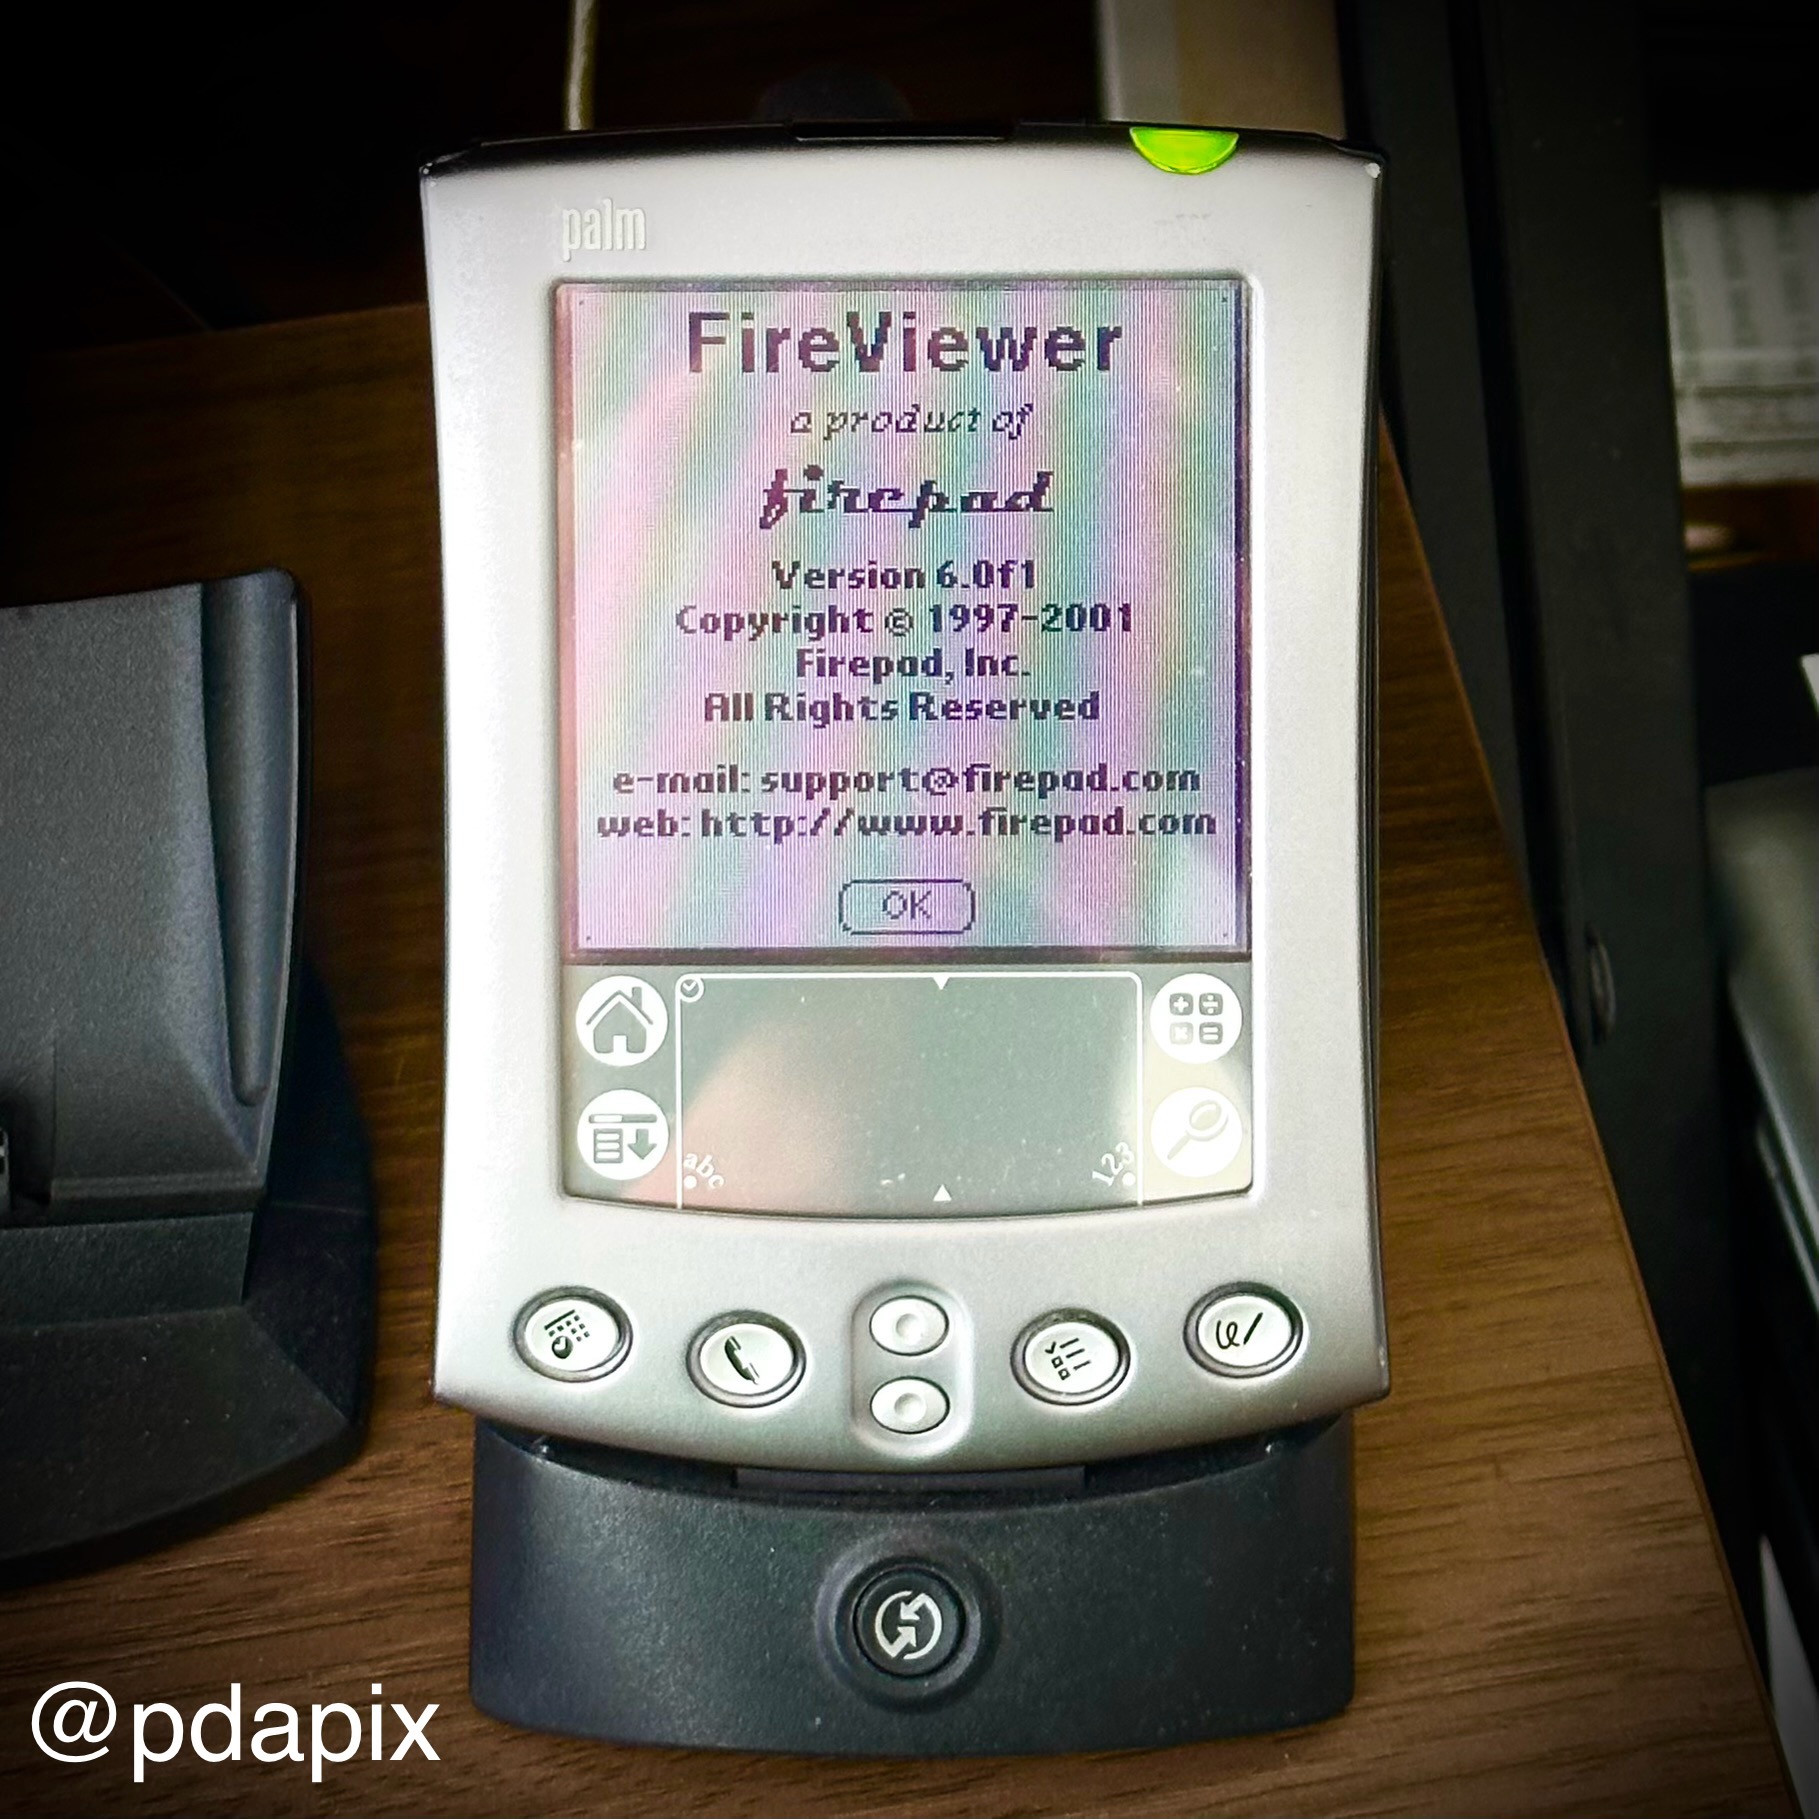 palm
FireViewer
a product of
firepad
Version 6.0f1
Copyright © 1997-2001
Firepad, Inc.
All Rights Reserved
e-mail: support@firepad.com
web: http://www.firepad.com
OK
abc
123
@pdapix